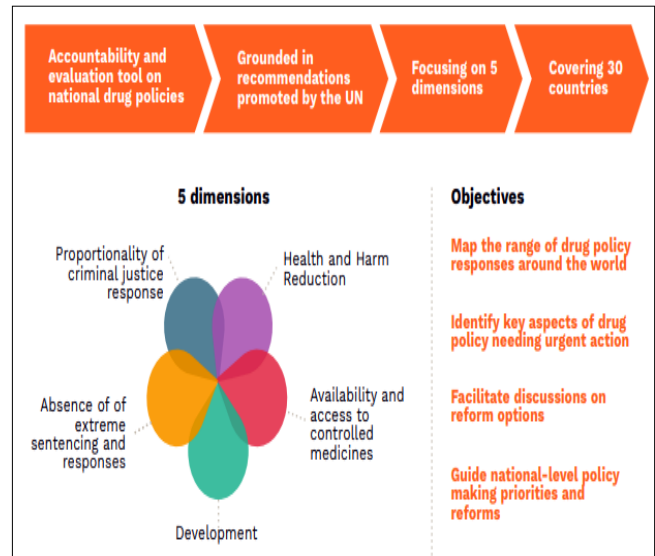 Accountability and
evaluation tool on
national drug policies
Grounded in
recommendations
promoted by the UN
Focusing on 5
dimensions
Covering 30
countries
5 dimensions
Proportionality of
criminal justice
response
Health and Harm
Reduction
Absence of of
extreme
sentencing and
responses
Availability and
access to
controlled
medicines
Development
Objectives
Map the range of drug policy
responses around the world
Identify key aspects of drug
policy needing urgent action
Facilitate discussions on
reform options
Guide national-level policy
making priorities and
reforms